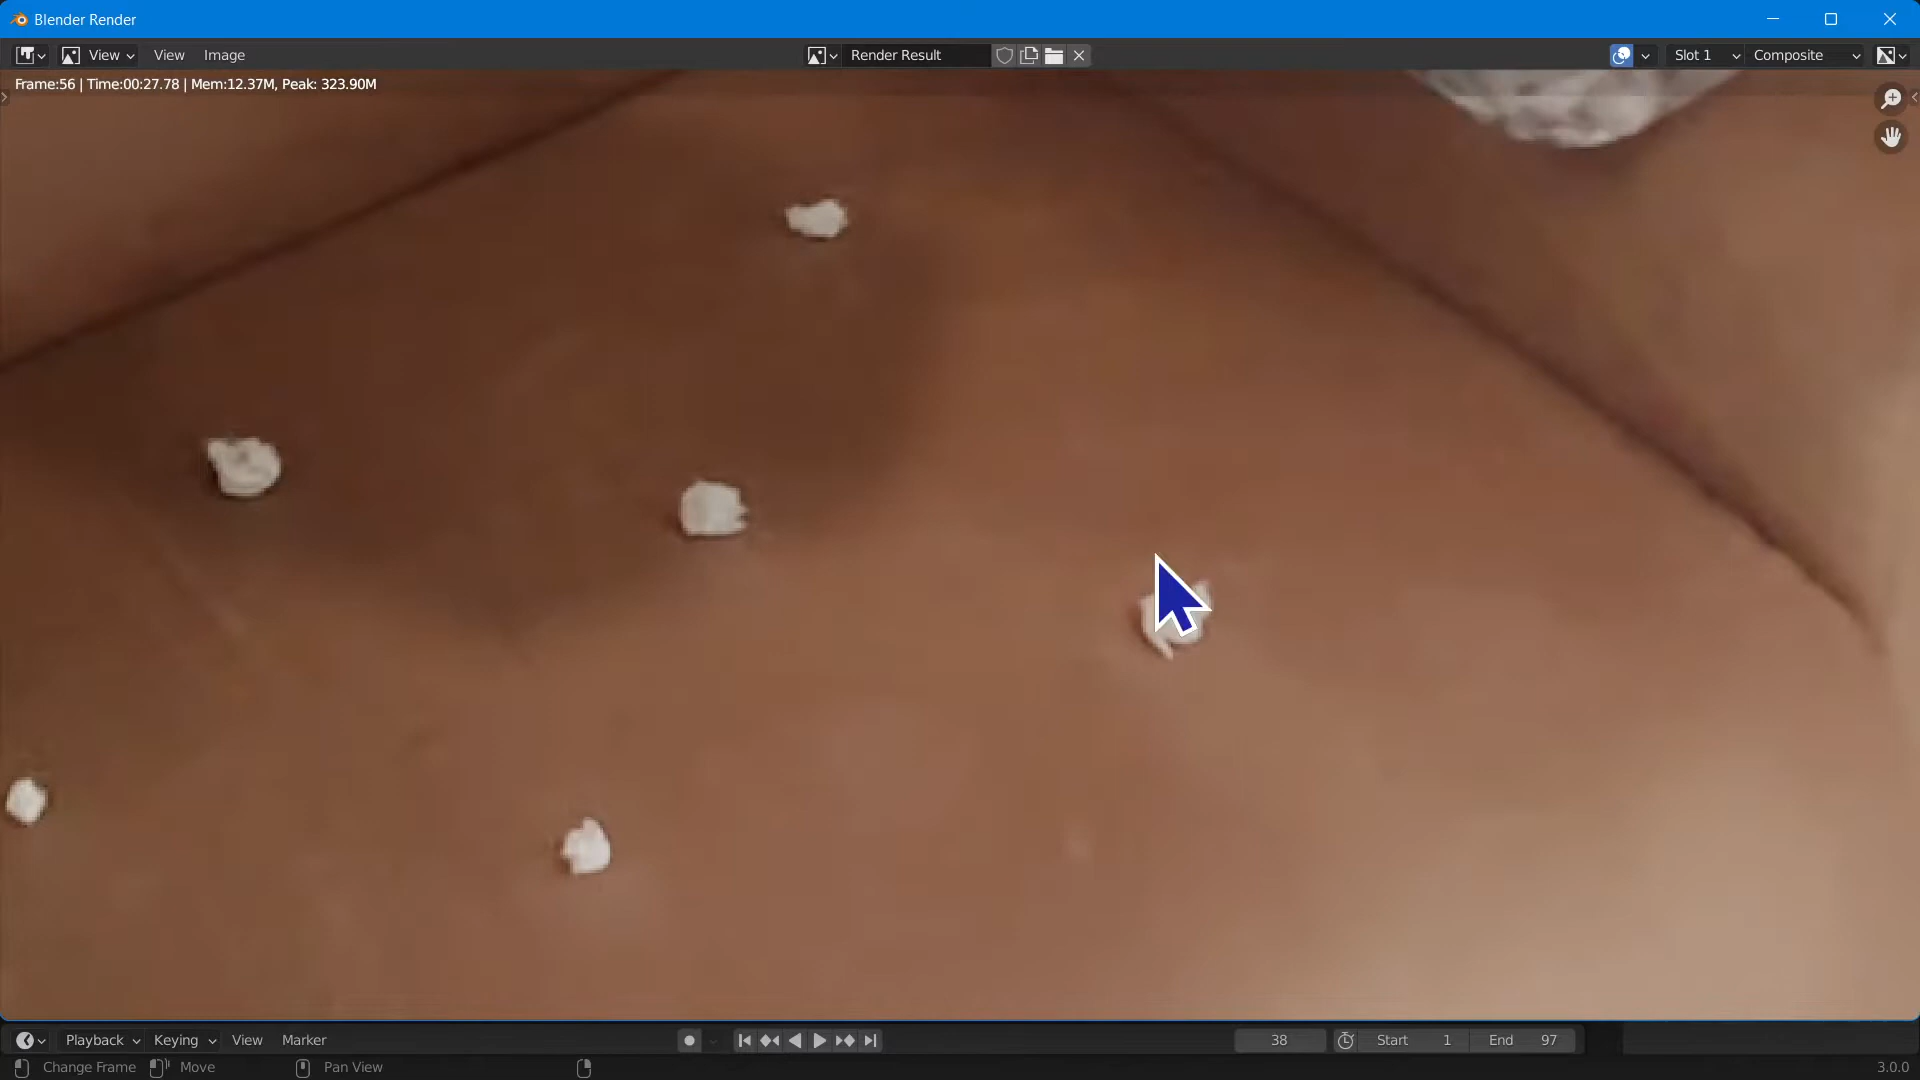 Blender Render
View View Image Render Result Slot 1 Composite
Frame:56 | Time:00:27.78 | Mem:12.37M, Peak: 323.90M
Playback Keying View Marker 38 Start 1 End 97
Change Frame Move Pan View 3.0.0